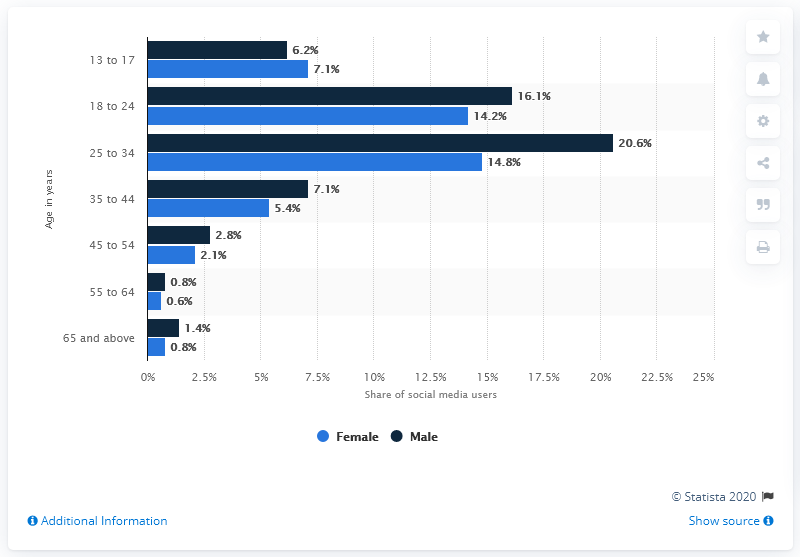 13 to 17
6.2%
7.1%
18 to 24
16.1%
14.2%
25 to 34
20.6%
14.8%
35 to 44
7.1%
5.4%
45 to 54
2.8%
2.1%
55 to 64
0.8%
0.6%
65 and above
1.4%
0.8%
Age in years
0% 2.5% 5% 7.5% 10% 12.5% 15% 17.5% 20% 22.5% 25%
Share of social media users
Female Male
© Statista 2020
Additional Information Show source